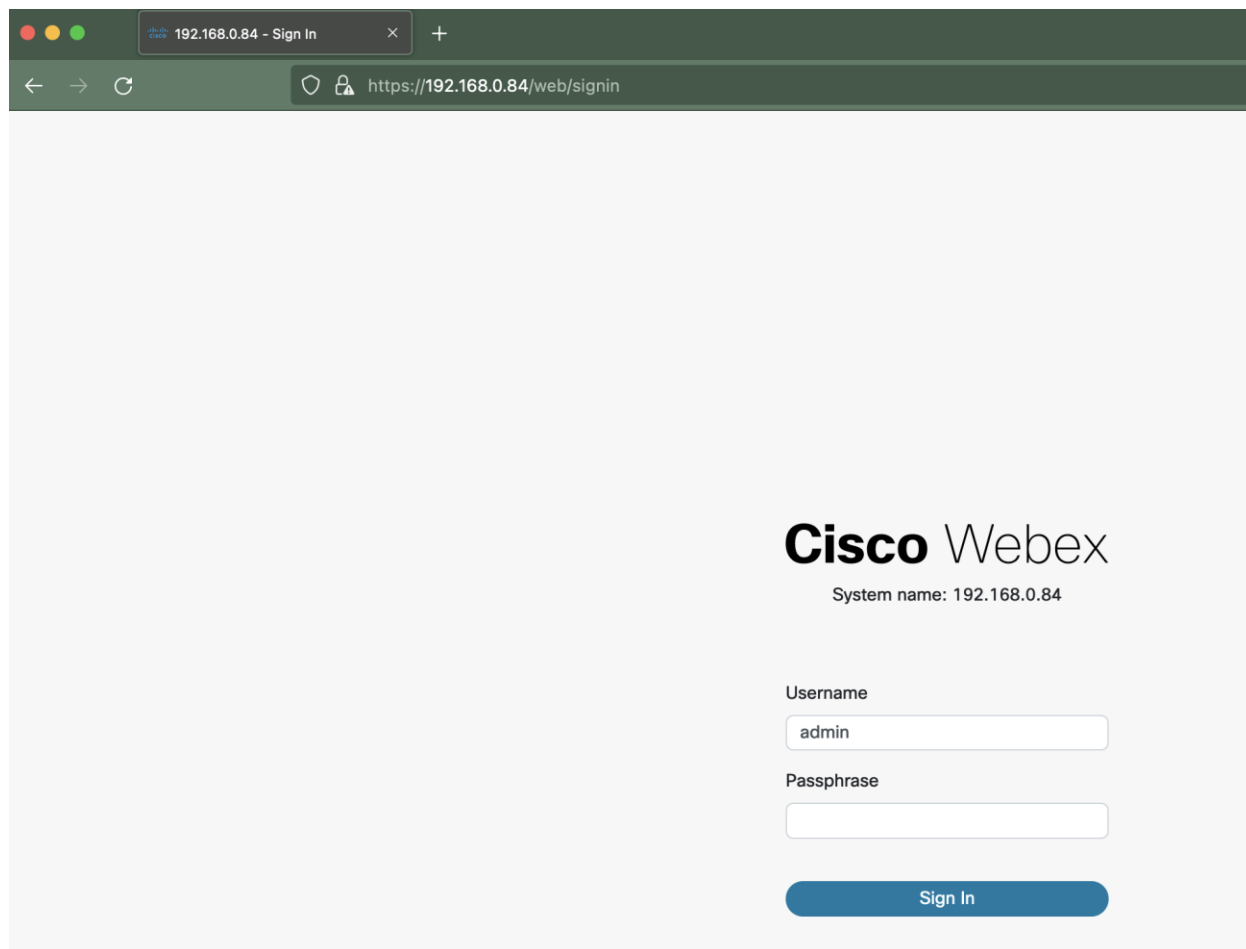 192.168.0.84 - Sign In
https://192.168.0.84/web/signin
Cisco Webex
System name: 192.168.0.84
Username
admin
Passphrase
Sign In